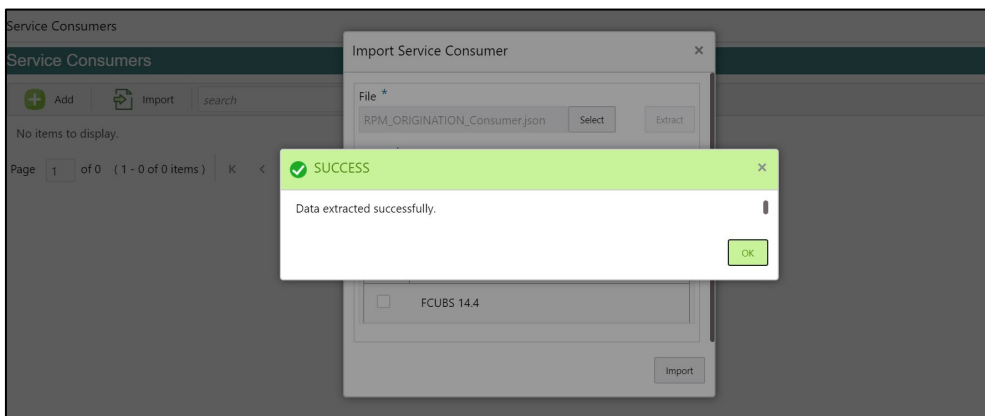 Service Consumers
Service Consumers
Add Import search
No items to display.
Page 1 of 0 ( 1 - 0 of 0 items ) K <
Import Service Consumer ×
File *
RPM_ORIGINATION_Consumer.json Select Extract
SUCCESS ×
Data extracted successfully.
OK
FCUBS 14.4
Import